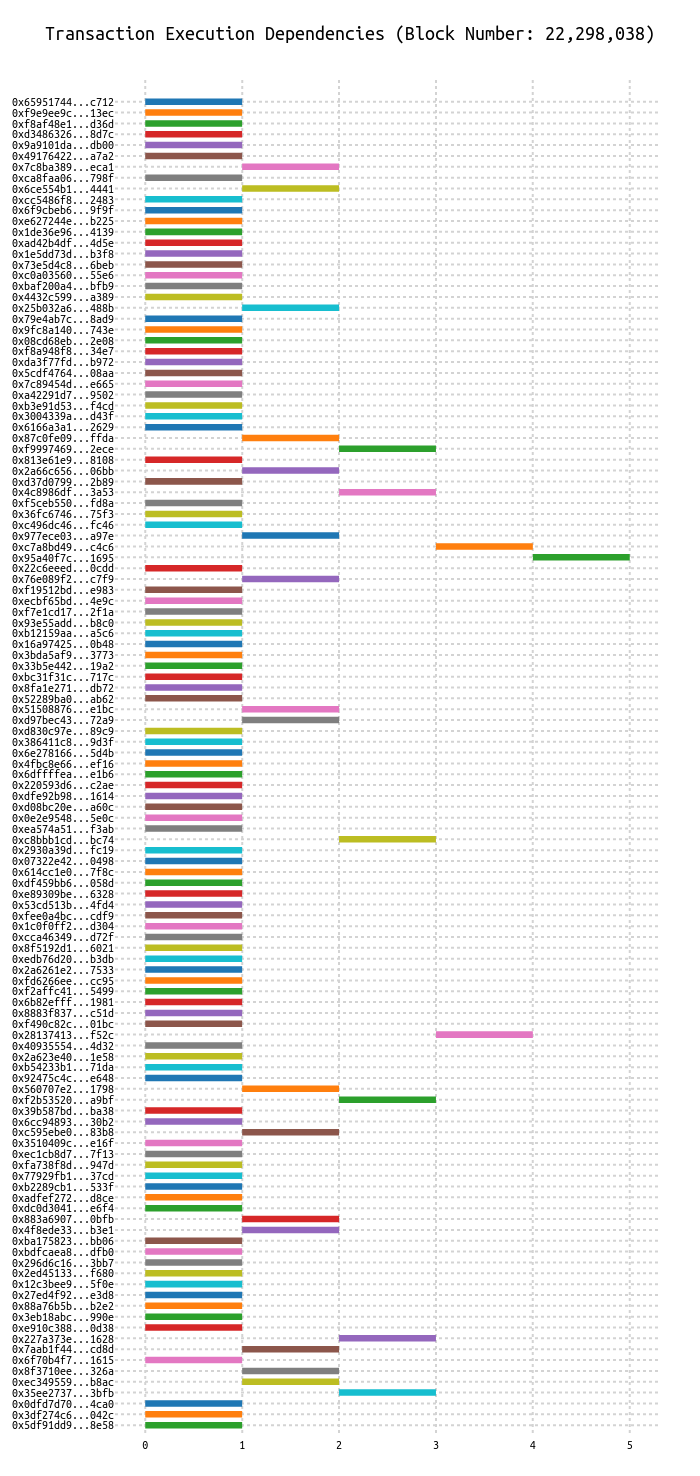 Transaction Execution Dependencies (Block Number: 22,298,038)
0x65951744...c712
0xf9e9ee9c...13ec
0xf8af48e1...d36d
0xd3486326...8d7c
0x9a9101da...db00
0x49176422...a7a2
0x7c8ba389...eca1
0xca8faa06...798f
0x6ce554b1...4441
0xcc5486f8...2483
0x6f9cbeb6...9f9f
0xe627244e...b225
0x1de36e96...4139
0xad42b4df...4d5e
0x1e5dd73d...b3f8
0x73e5d4c8...6beb
0xc0a03560...55e6
0xbaf200a4...bfb9
0x4432c599...a389
0x25b032a6...488b
0x79e4ab7c...8ad9
0x9fc8a140...743e
0x08cd68eb...2e08
0xf8a948f8...34e7
0xda3f77fd...b972
0x5cdf4764...08aa
0x7c89454d...e665
0xa42291d7...9502
0xb3e91d53...f4cd
0x3004339a...d43f
0x6166a3a1...2629
0x87c0fe09...ffda
0xf9997469...2ece
0x813e61e9...8108
0x2a66c656...06bb
0xd37d0799...2b89
0x4c8986df...3a53
0xf5ceb550...fd8a
0x36fc6746...75f3
0xc496dc46...fc46
0x977ece03...a97e
0xc7a8bd49...c4c6
0x95a40f7c...1695
0x22c6eeed...0cdd
0x76e089f2...c7f9
0xf19512bd...e983
0xecbf65bd...4e9c
0xf7e1cd17...2f1a
0x93e55add...b8c0
0xb12159aa...a5c6
0x16a97425...0b48
0x3bda5af9...3773
0x33b5e442...19a2
0xbc31f31c...717c
0x8fa1e271...db72
0x52289ba0...ab62
0x51508876...e1bc
0xd97bec43...72a9
0xd830c97e...89c9
0x386411c8...9d3f
0x6e278166...5d4b
0x4fbc8e66...ef16
0x6dffffea...e1b6
0x220593d6...c2ae
0xdfe92b98...1614
0xd08bc20e...a60c
0x0e2e9548...5e0c
0xea574a51...f3ab
0xc8bbb1cd...bc74
0x2930a39d...fc19
0x07322e42...0498
0x614cc1e0...7f8c
0xdf459bb6...058d
0xe89309be...6328
0x53cd513b...4fd4
0xfee0a4bc...cdf9
0x1c0f0ff2...d304
0xcca46349...d72f
0x8f5192d1...6021
0xedb76d20...b3db
0x2a6261e2...7533
0xfd6266ee...cc95
0xf2affc41...5499
0x6b82efff...1981
0x8883f837...c51d
0xf490c82c...01bc
0x28137413...f52c
0x40935554...4d32
0x2a623e40...1e58
0xb54233b1...71da
0x92475c4c...e648
0x560707e2...1798
0xf2b53520...a9bf
0x39b587bd...ba38
0x6cc94893...30b2
0xc595ebe0...83b8
0x3510409c...e16f
0xec1cb8d7...7f13
0xfa738f8d...947d
0x77929fb1...37cd
0xb2289cb1...533f
0xadfef272...d8ce
0xdc0d3041...e6f4
0x883a6907...0bfb
0x4f8ede33...b3e1
0xba175823...bb06
0xbdfcaea8...dfb0
0x296d6c16...3bb7
0x2ed45133...f680
0x12c3bee9...5f0e
0x27ed4f92...e3d8
0x88a76b5b...b2e2
0x3eb18abc...990e
0xe910c388...0d38
0x227a373e...1628
0x7aab1f44...cd8d
0x6f70b4f7...1615
0x8f3710ee...326a
0xec349559...b8ac
0x35ee2737...3bfb
0x0dfd7d70...4ca0
0x3df274c6...042c
0x5df91dd9...8e58
0 1 2 3 4 5